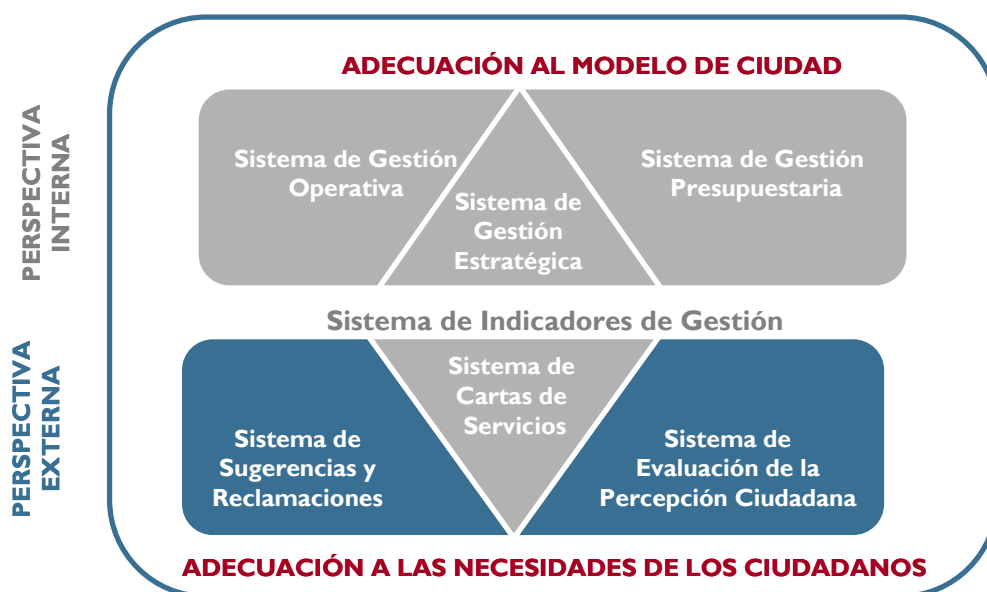 ADECUACIÓN AL MODELO DE CIUDAD
PERSPECTIVA
INTERNA
Sistema de Gestión
Operativa
Sistema de
Gestión
Estratégica
Sistema de Gestión
Presupuestaria
Sistema de Indicadores de Gestión
PERSPECTIVA
EXTERNA
Sistema de
Sugerencias y
Reclamaciones
Sistema de
Cartas de
Servicios
Sistema de
Evaluación de la
Percepción Ciudadana
ADECUACIÓN A LAS NECESIDADES DE LOS CIUDADANOS